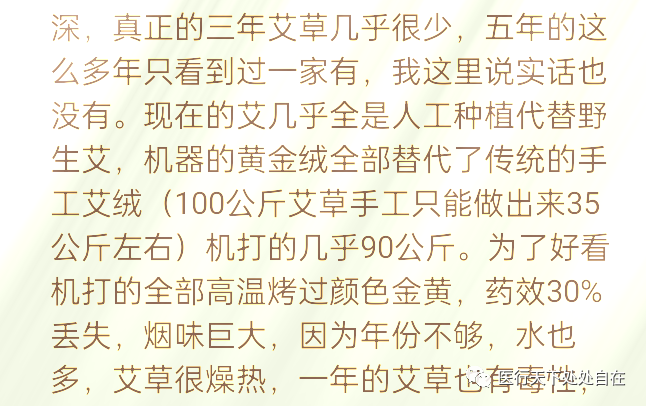 深，真正的三年艾草几乎很少，五年的这
么多年只看到过一家有，我这里说实话也
没有。现在的艾几乎全是人工种植代替野
生艾，机器的黄金绒全部替代了传统的手
工艾绒（100公斤艾草手工只能做出来35
公斤左右）机打的几乎90公斤。为了好看
机打的全部高温烤过颜色金黄，药效30%
丢失，烟味巨大，因为年份不够，水也
多，艾草很燥热，一年的艾草也有毒性，
医行天下处处自在